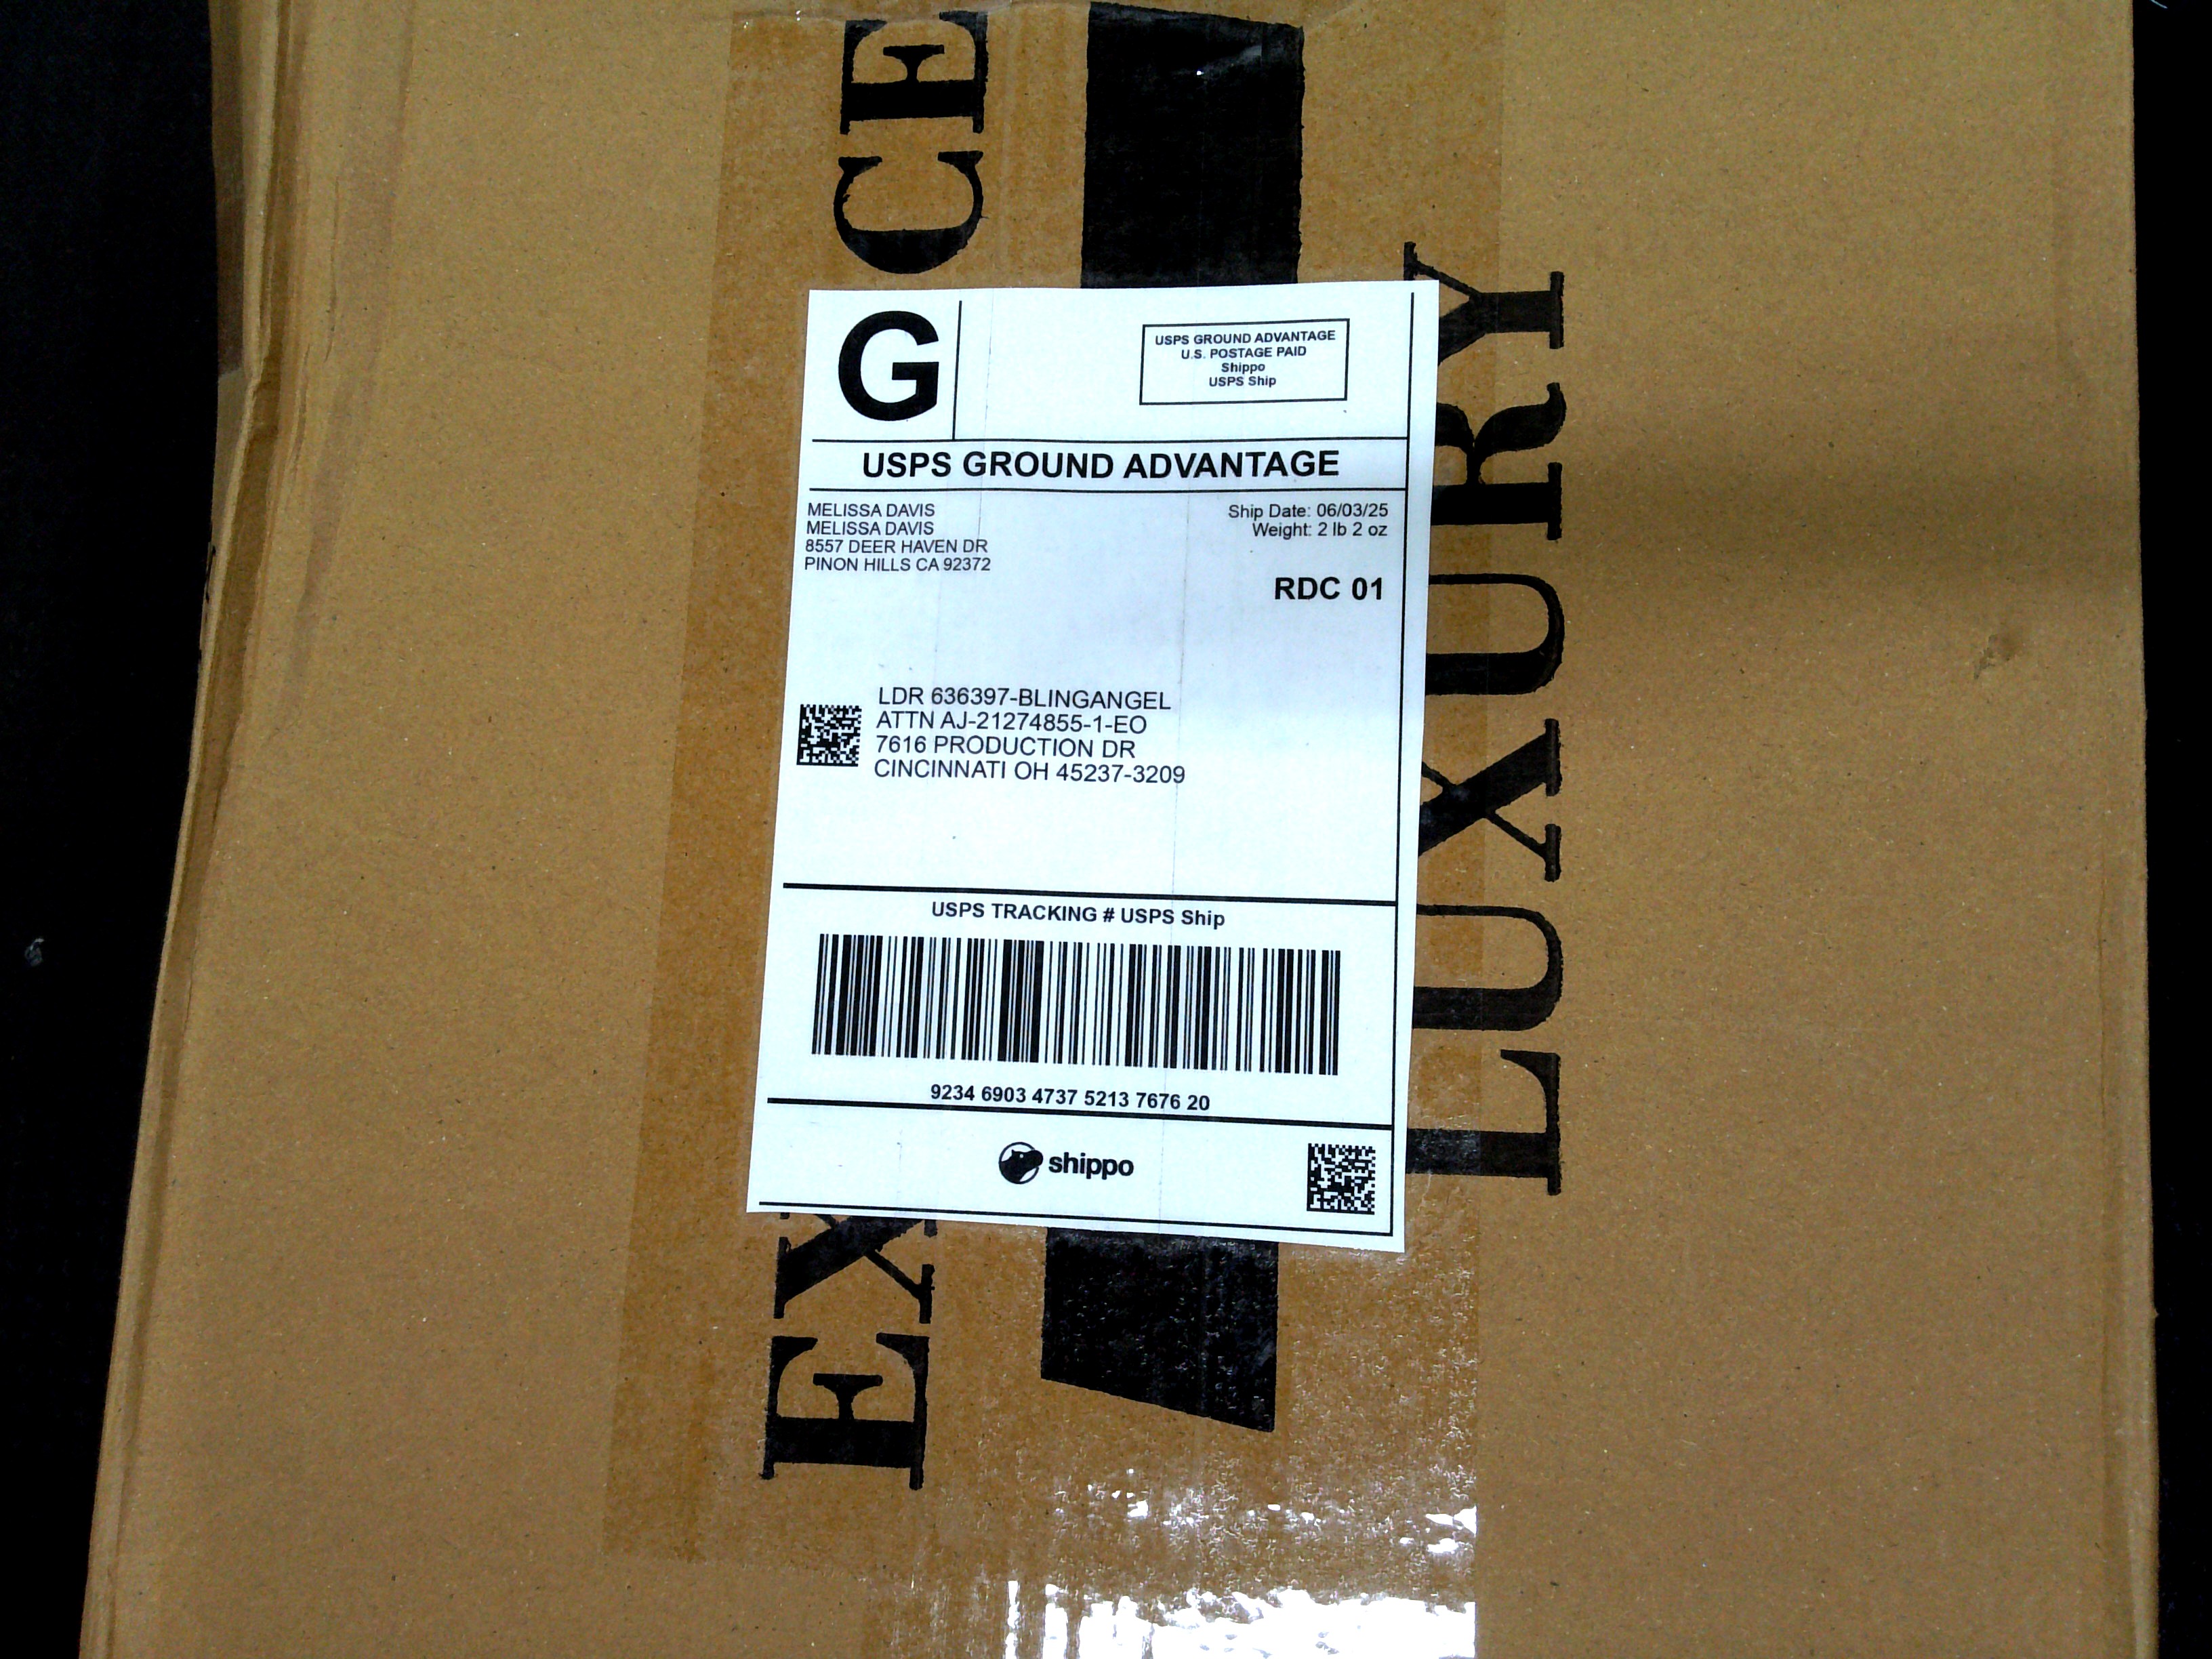 G
USPS GROUND ADVANTAGE
U.S. POSTAGE PAID
Shippo
USPS Ship
USPS GROUND ADVANTAGE
MELISSA DAVIS
MELISSA DAVIS
8557 DEER HAVEN DR
PINON HILLS CA 92372
Ship Date: 06/03/25
Weight: 2 lb 2 oz
RDC 01
LDR 636397-BLINGANGEL
ATTN AJ-21274855-1-EO
7616 PRODUCTION DR
CINCINNATI OH 45237-3209
USPS TRACKING # USPS Ship
9234 6903 4737 5213 7676 20
shippo
LUXURY